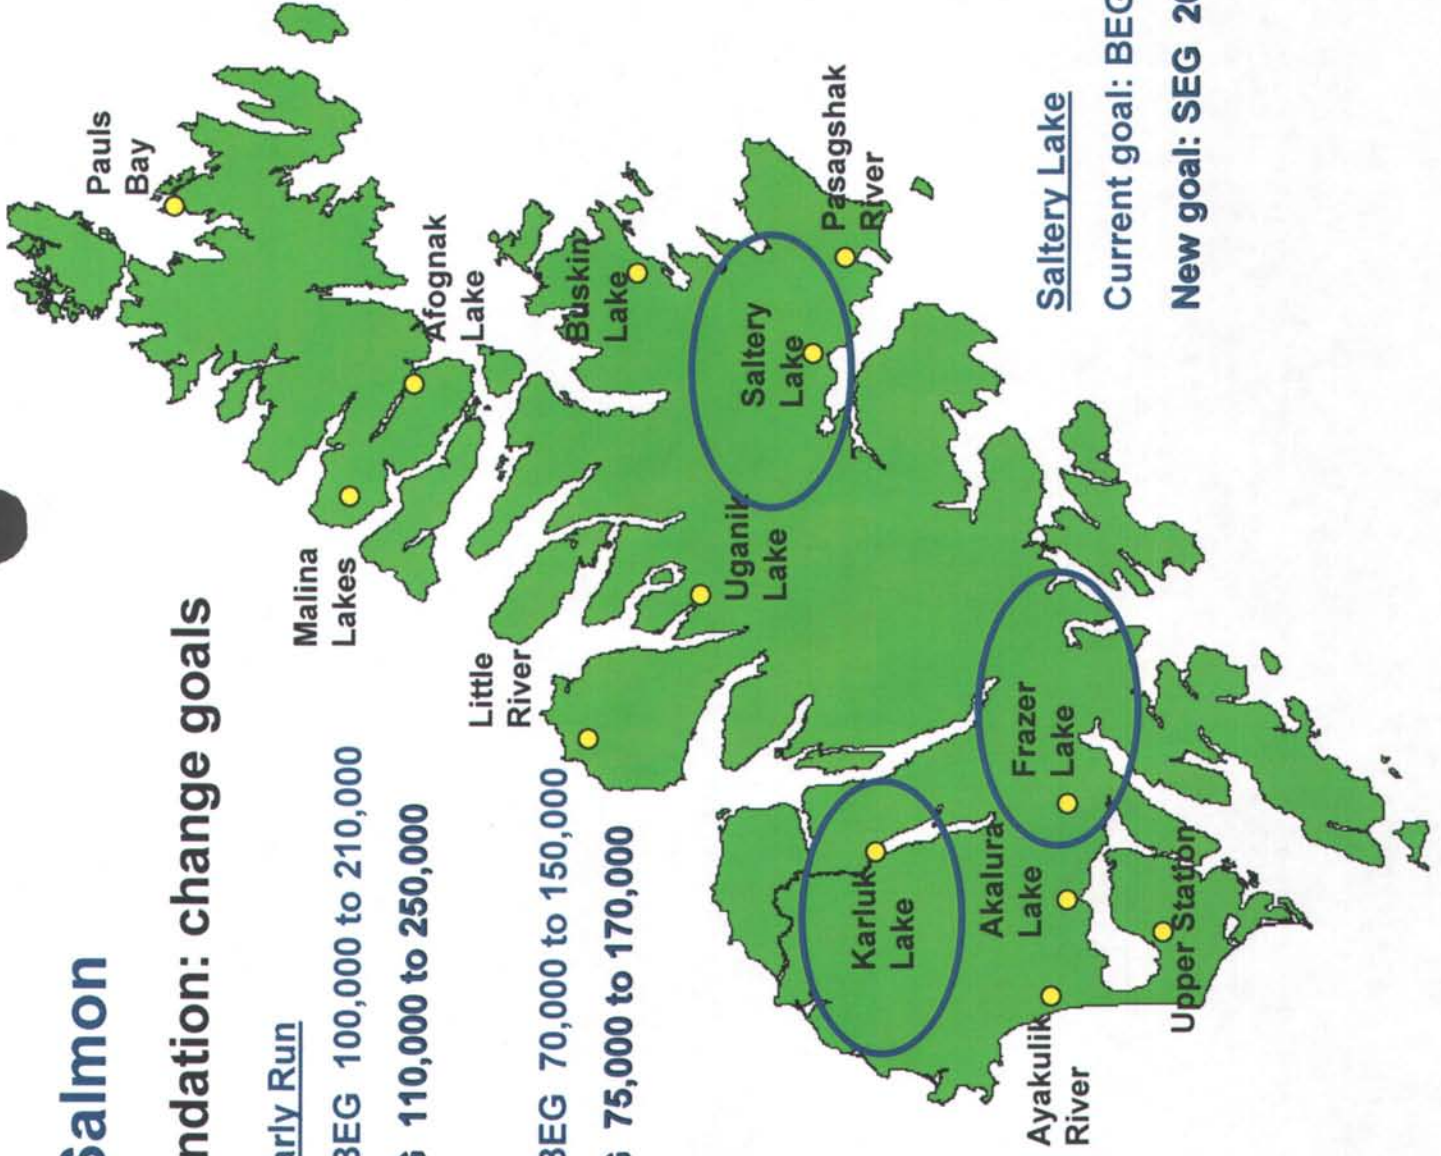 Salmon
ndation: change goals
arly Run
BEG 100,000 to 210,000
110,000 to 250,000
BEG 70,000 to 150,000
75,000 to 170,000
Pauls
Bay
Malina
Lakes
Afognak
Lake
Little
River
Buskin
Lake
Uganik
Lake
Saltery
Lake
Pasagshak
River
Karluk
Lake
Akalura
Lake
Frazer
Lake
Ayakulik
River
Upper Station
Saltery Lake
Current goal: BEG
New goal: SEG 20